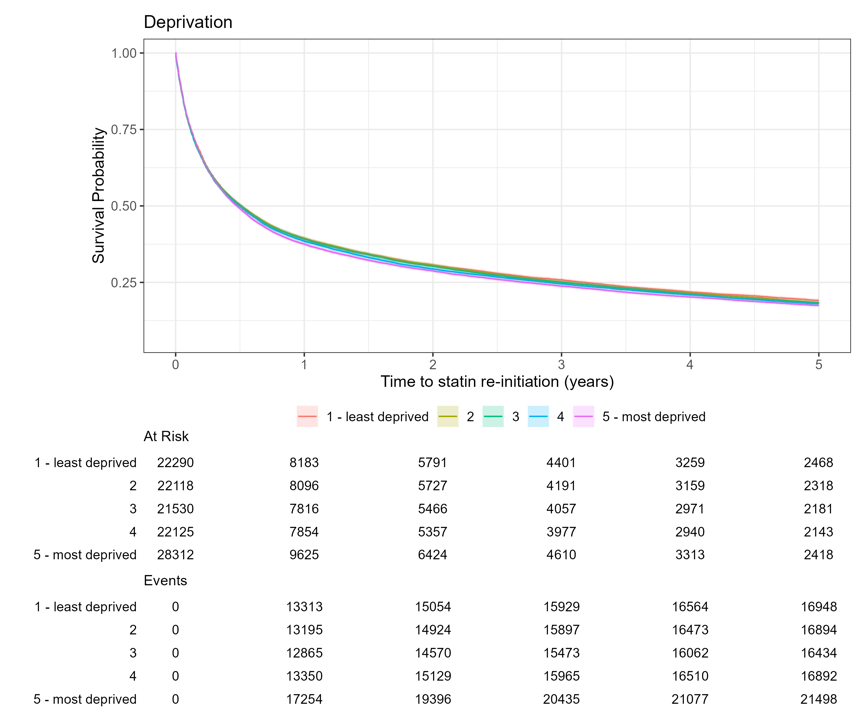 Deprivation
Survival Probability
1.00
0.75
0.50
0.25
0 1 2 3 4 5
Time to statin re-initiation (years)
1 - least deprived 2 3 4 5 - most deprived
At Risk
1 - least deprived 22290 8183 5791 4401 3259 2468
2 22118 8096 5727 4191 3159 2318
3 21530 7816 5466 4057 2971 2181
4 22125 7854 5357 3977 2940 2143
5 - most deprived 28312 9625 6424 4610 3313 2418
Events
1 - least deprived 0 13313 15054 15929 16564 16948
2 0 13195 14924 15897 16473 16894
3 0 12865 14570 15473 16062 16434
4 0 13350 15129 15965 16510 16892
5 - most deprived 0 17254 19396 20435 21077 21498